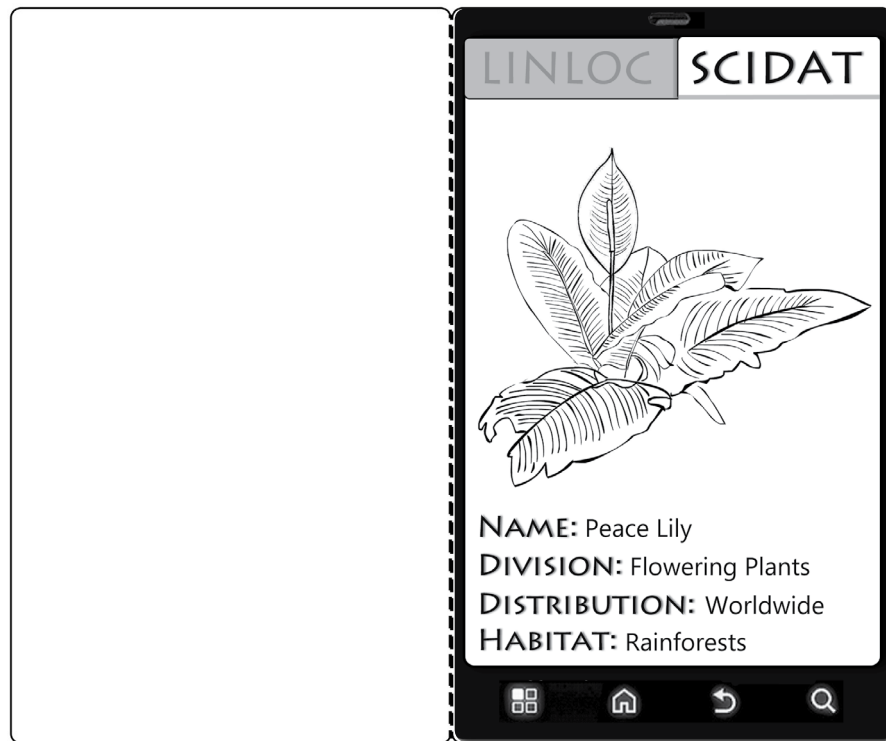 LINLOC SCIDAT
NAME: Peace Lily
DIVISION: Flowering Plants
DISTRIBUTION: Worldwide
HABITAT: Rainforests